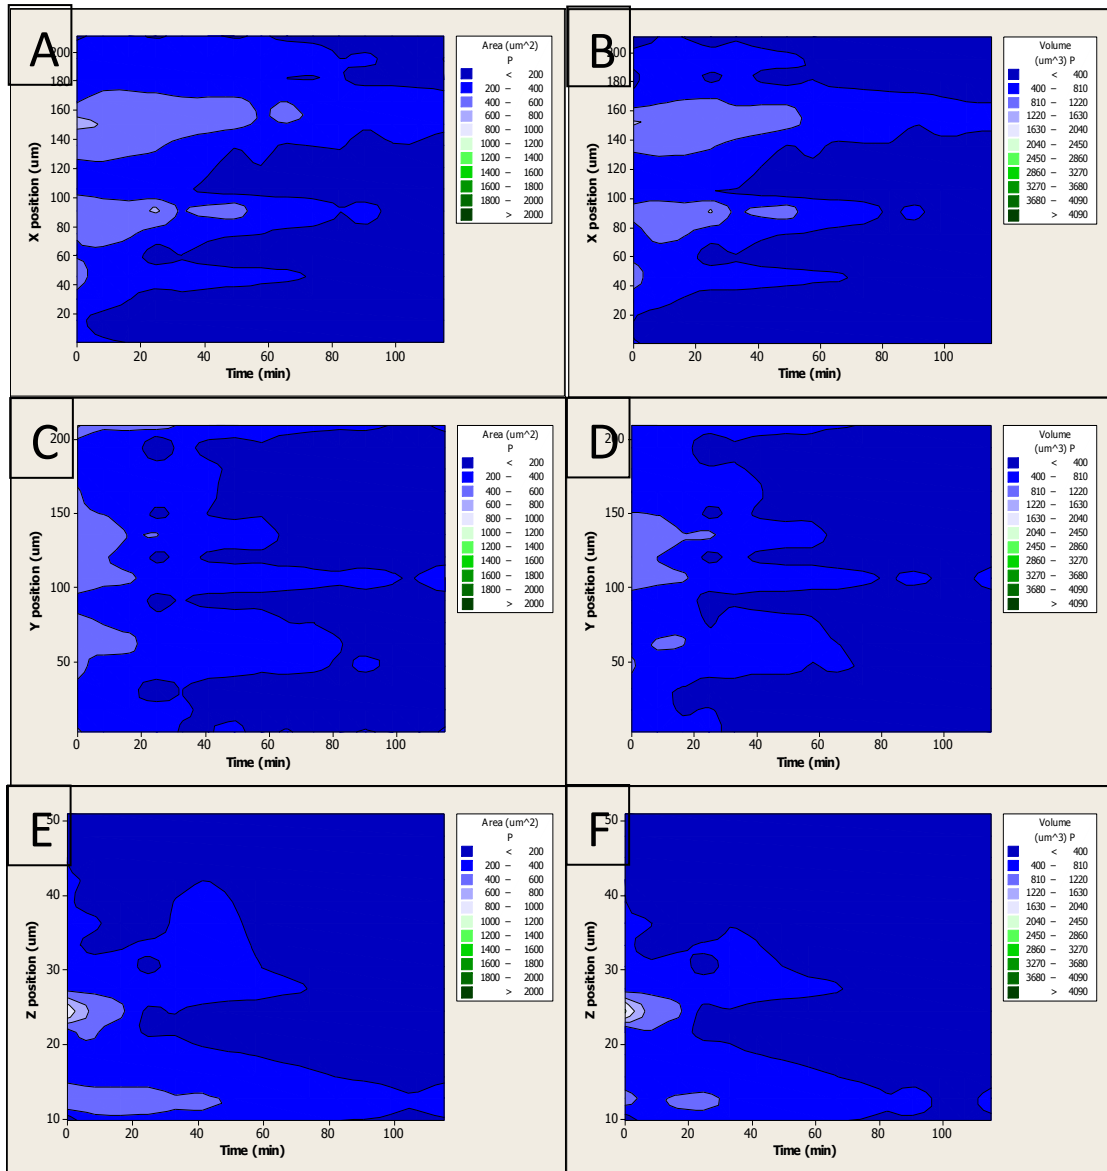 A
Area (um^2)
P
< 200
200 – 400
400 – 600
600 – 800
800 – 1000
1000 – 1200
1200 – 1400
1400 – 1600
1600 – 1800
1800 – 2000
> 2000
200
180
160
140
120
100
80
60
40
20
X position (um)
0 20 40 60 80 100
Time (min)
B
Volume
(um^3) P
< 400
400 – 810
810 – 1220
1220 – 1630
1630 – 2040
2040 – 2450
2450 – 2860
2860 – 3270
3270 – 3680
3680 – 4090
> 4090
200
180
160
140
120
100
80
60
40
20
X position (um)
0 20 40 60 80 100
Time (min)
C
Area (um^2)
P
< 200
200 – 400
400 – 600
600 – 800
800 – 1000
1000 – 1200
1200 – 1400
1400 – 1600
1600 – 1800
1800 – 2000
> 2000
200
150
100
50
Y position (um)
0 20 40 60 80 100
Time (min)
D
Volume
(um^3) P
< 400
400 – 810
810 – 1220
1220 – 1630
1630 – 2040
2040 – 2450
2450 – 2860
2860 – 3270
3270 – 3680
3680 – 4090
> 4090
200
150
100
50
Y position (um)
0 20 40 60 80 100
Time (min)
E
Area (um^2)
P
< 200
200 – 400
400 – 600
600 – 800
800 – 1000
1000 – 1200
1200 – 1400
1400 – 1600
1600 – 1800
1800 – 2000
> 2000
50
40
30
20
10
Z position (um)
0 20 40 60 80 100
Time (min)
F
Volume
(um^3) P
< 400
400 – 810
810 – 1220
1220 – 1630
1630 – 2040
2040 – 2450
2450 – 2860
2860 – 3270
3270 – 3680
3680 – 4090
> 4090
50
40
30
20
10
Z position (um)
0 20 40 60 80 100
Time (min)